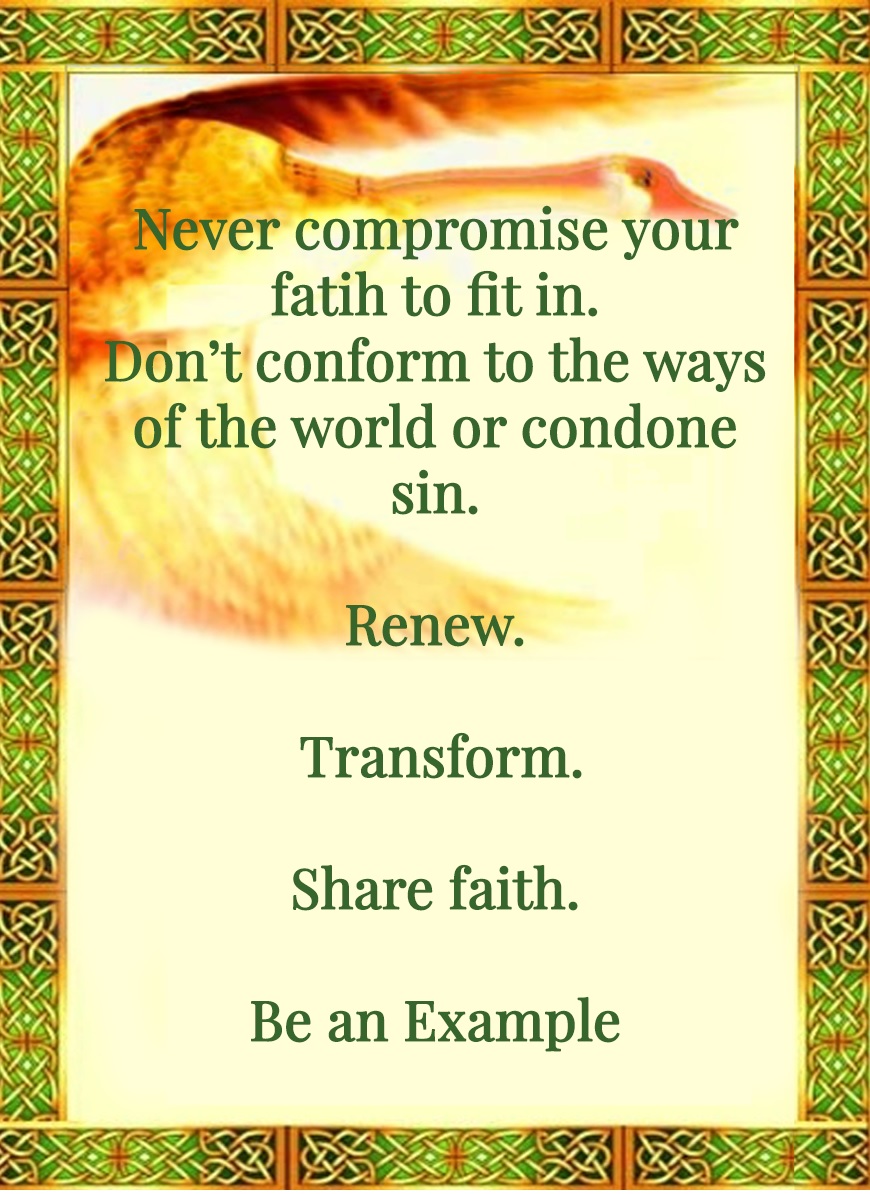 Never compromise your
fatih to fit in.
Don’t conform to the ways
of the world or condone
sin.
Renew.
Transform.
Share faith.
Be an Example